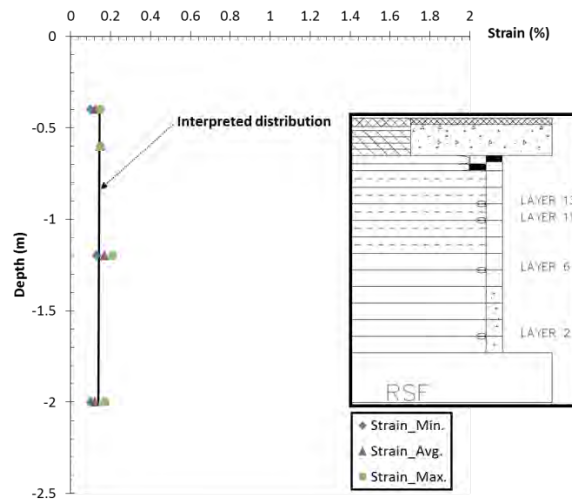 0 0.2 0.4 0.6 0.8 1 1.2 1.4 1.6 1.8 2 Strain (%)
0
-0.5
-1
-1.5
-2
-2.5
Depth (m)
Interpreted distribution
LAYER 13
LAYER 11
LAYER 6
LAYER 2
RSF
Strain_Min.
Strain_Avg.
Strain_Max.